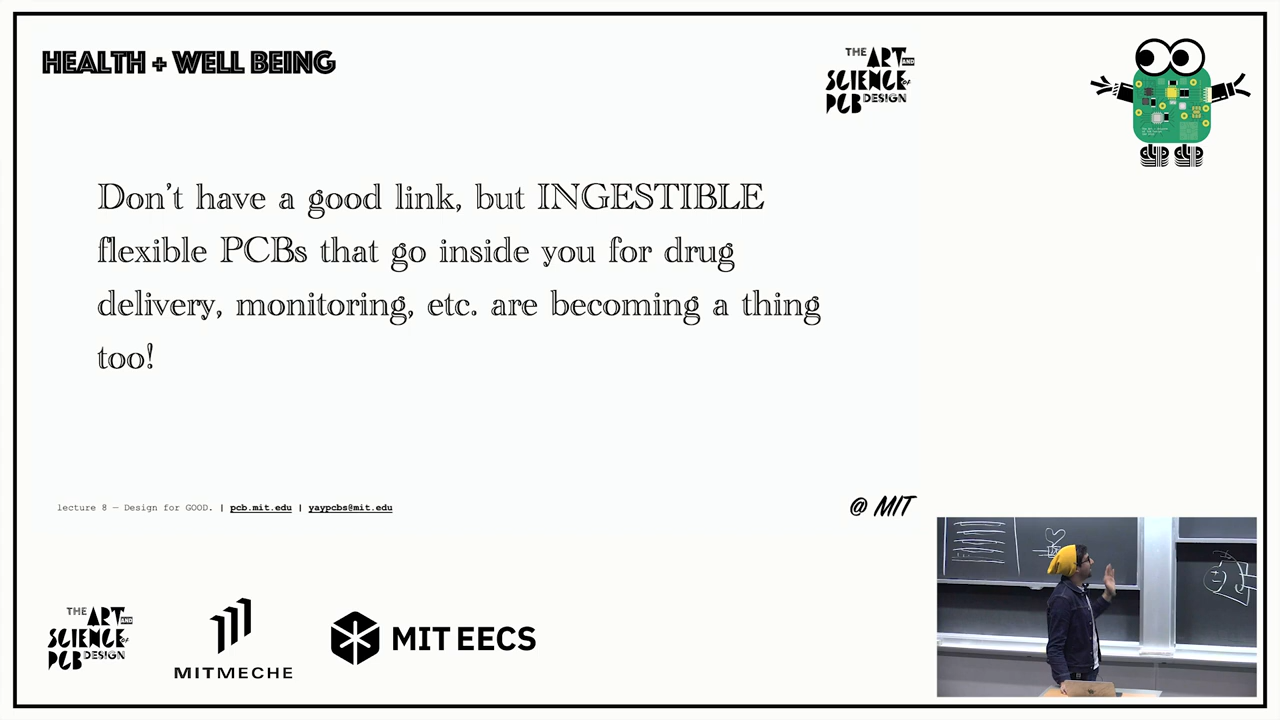 HEALTH + WELL BEING
THE ART AND
SCIENCE OF
PCB DESIGN
Don't have a good link, but INGESTIBLE
flexible PCBs that go inside you for drug
delivery, monitoring, etc. are becoming a thing
too!
lecture 8 — Design for GOOD. | pcb.mit.edu | yaypcbs@mit.edu
@ MIT
THE ART AND
SCIENCE OF
PCB DESIGN
MITMECHE
MIT EECS